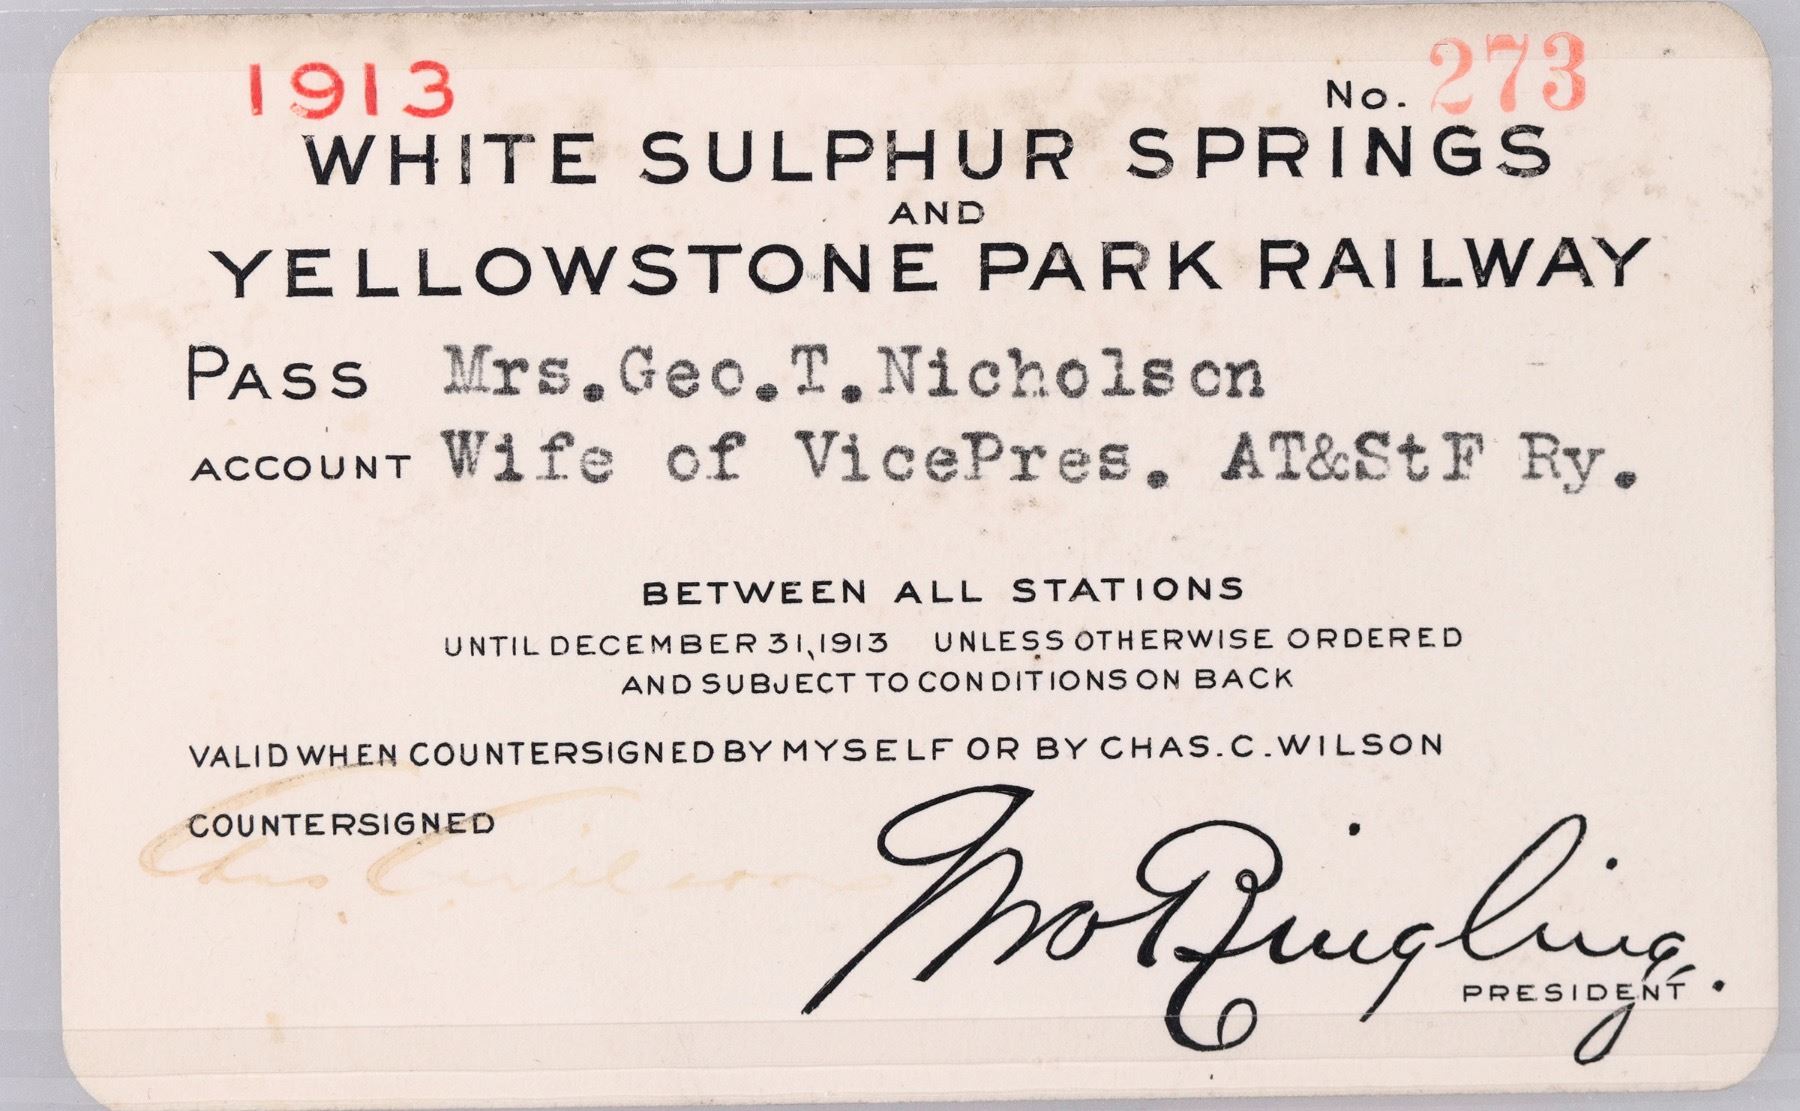 1913
No. 273
WHITE SULPHUR SPRINGS
AND
YELLOWSTONE PARK RAILWAY
PASS Mrs.Geo.T.Nicholson
ACCOUNT Wife of VicePres. AT&StF Ry.
BETWEEN ALL STATIONS
UNTIL DECEMBER 31, 1913 UNLESS OTHERWISE ORDERED
AND SUBJECT TO CONDITIONS ON BACK
VALID WHEN COUNTERSIGNED BY MYSELF OR BY CHAS. C. WILSON
COUNTERSIGNED
Chas C Wilson
Jno Ringling.
PRESIDENT